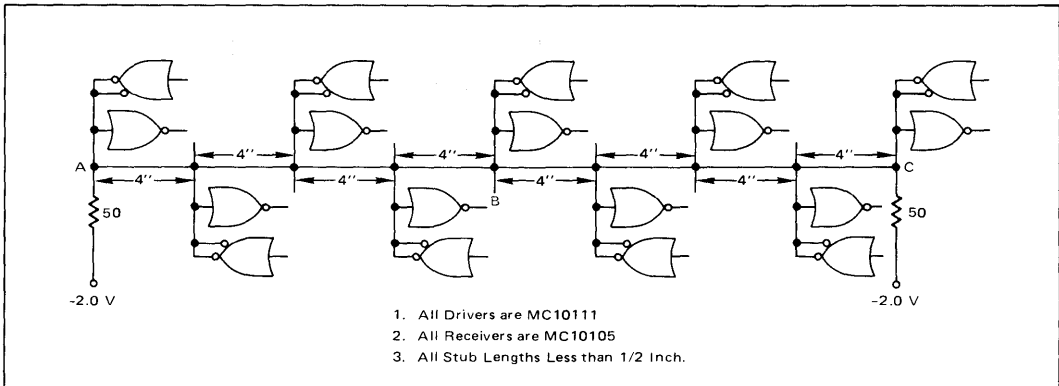 4’’ 4’’ 4’’ 4’’
A C
4’’ 4’’ 4’’ 4’’
50 B 50
-2.0 V -2.0 V
1. All Drivers are MC10111
2. All Receivers are MC10105
3. All Stub Lengths Less than 1/2 Inch.